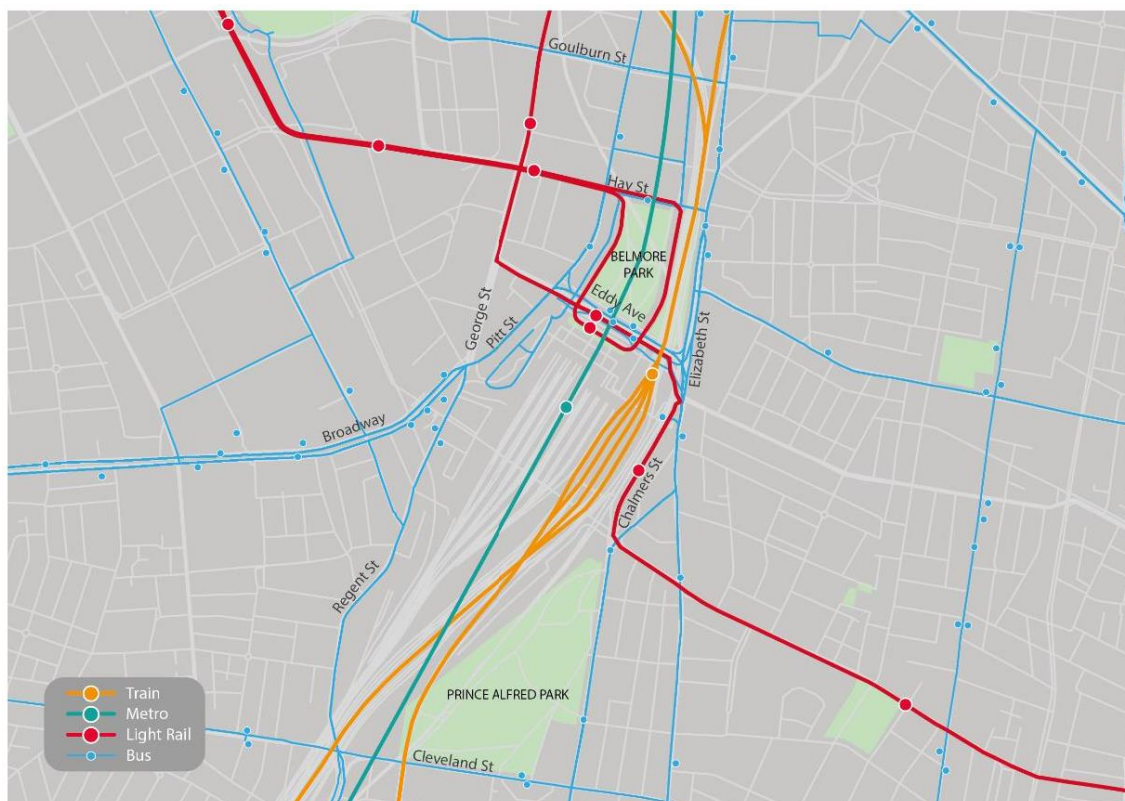 Goulburn St
Hay St
BELMORE
PARK
Eddy Ave
George St
Pitt St
Elizabeth St
Broadway
Chalmers St
Regent St
PRINCE ALFRED PARK
Cleveland St
Train
Metro
Light Rail
Bus